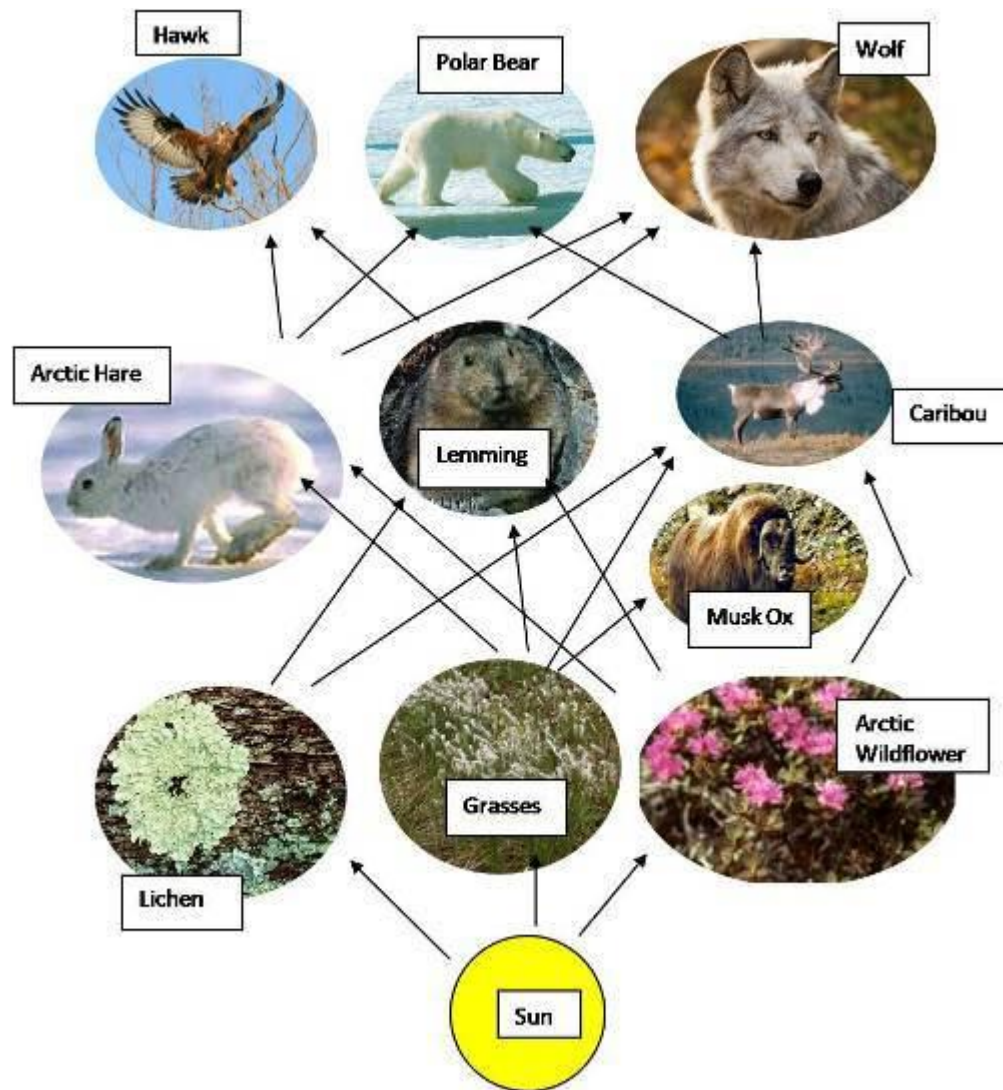 Hawk
Polar Bear
Wolf
Arctic Hare
Lemming
Caribou
Musk Ox
Arctic
Wildflower
Grasses
Lichen
Sun